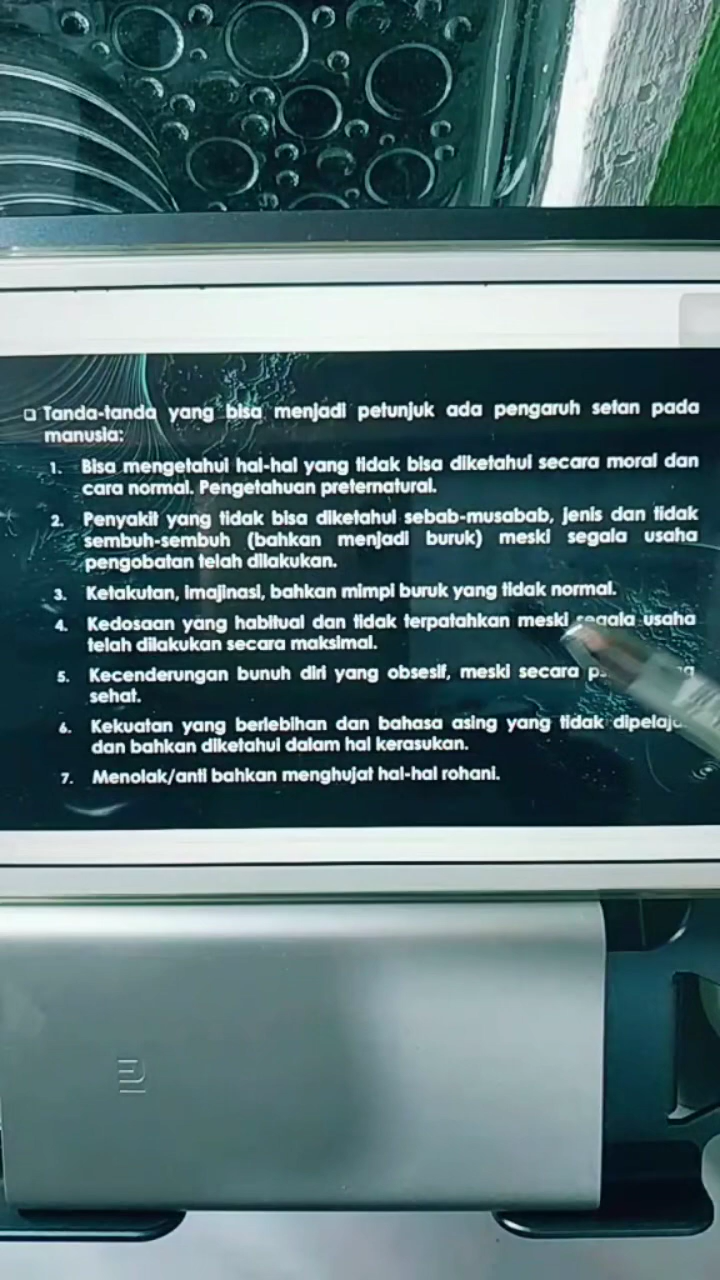 ❑ Tanda-tanda yang bisa menjadi petunjuk ada pengaruh setan pada
manusia:
1. Bisa mengetahui hal-hal yang tidak bisa diketahui secara moral dan
cara normal. Pengetahuan preternatural.
2. Penyakit yang tidak bisa diketahui sebab-musabab, jenis dan tidak
sembuh-sembuh (bahkan menjadi buruk) meski segala usaha
pengobatan telah dilakukan.
3. Ketakutan, imajinasi, bahkan mimpi buruk yang tidak normal.
4. Kedosaan yang habitual dan tidak terpatahkan meski segala usaha
telah dilakukan secara maksimal.
5. Kecenderungan bunuh diri yang obsesif, meski secara
sehat.
6. Kekuatan yang berlebihan dan bahasa asing yang tidak
dan bahkan diketahui dalam hal kerasukan.
7. Menolak/anti bahkan menghujat hal-hal rohani.